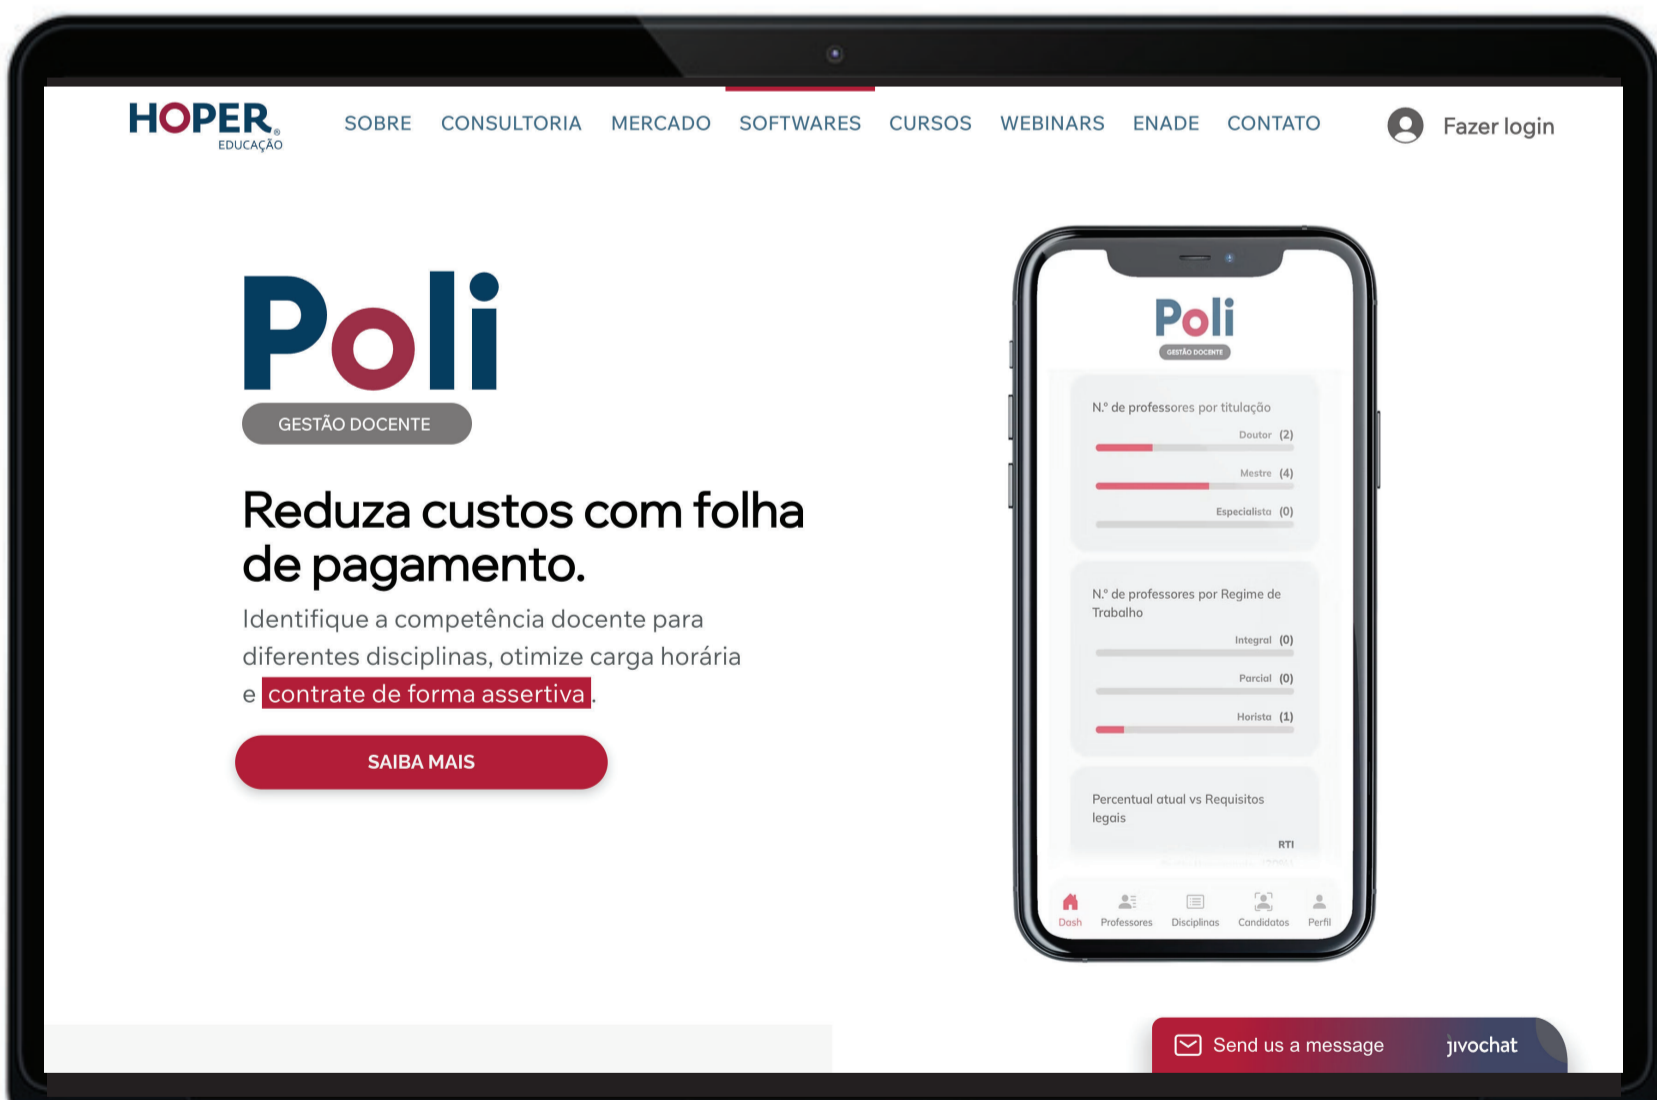 HOPER®
EDUCAÇÃO
SOBRE CONSULTORIA MERCADO SOFTWARES CURSOS WEBINARS ENADE CONTATO
Fazer login
Poli
GESTÃO DOCENTE
Reduza custos com folha
de pagamento.
Identifique a competência docente para
diferentes disciplinas, otimize carga horária
e contrate de forma assertiva.
SAIBA MAIS
Poli
GESTÃO DOCENTE
N.º de professores por titulação
Doutor (2)
Mestre (4)
Especialista (0)
N.º de professores por Regime de
Trabalho
Integral (0)
Parcial (0)
Horista (1)
Percentual atual vs Requisitos
legais
RTI
Dash Professores Disciplinas Candidatos Perfil
Send us a message jivochat